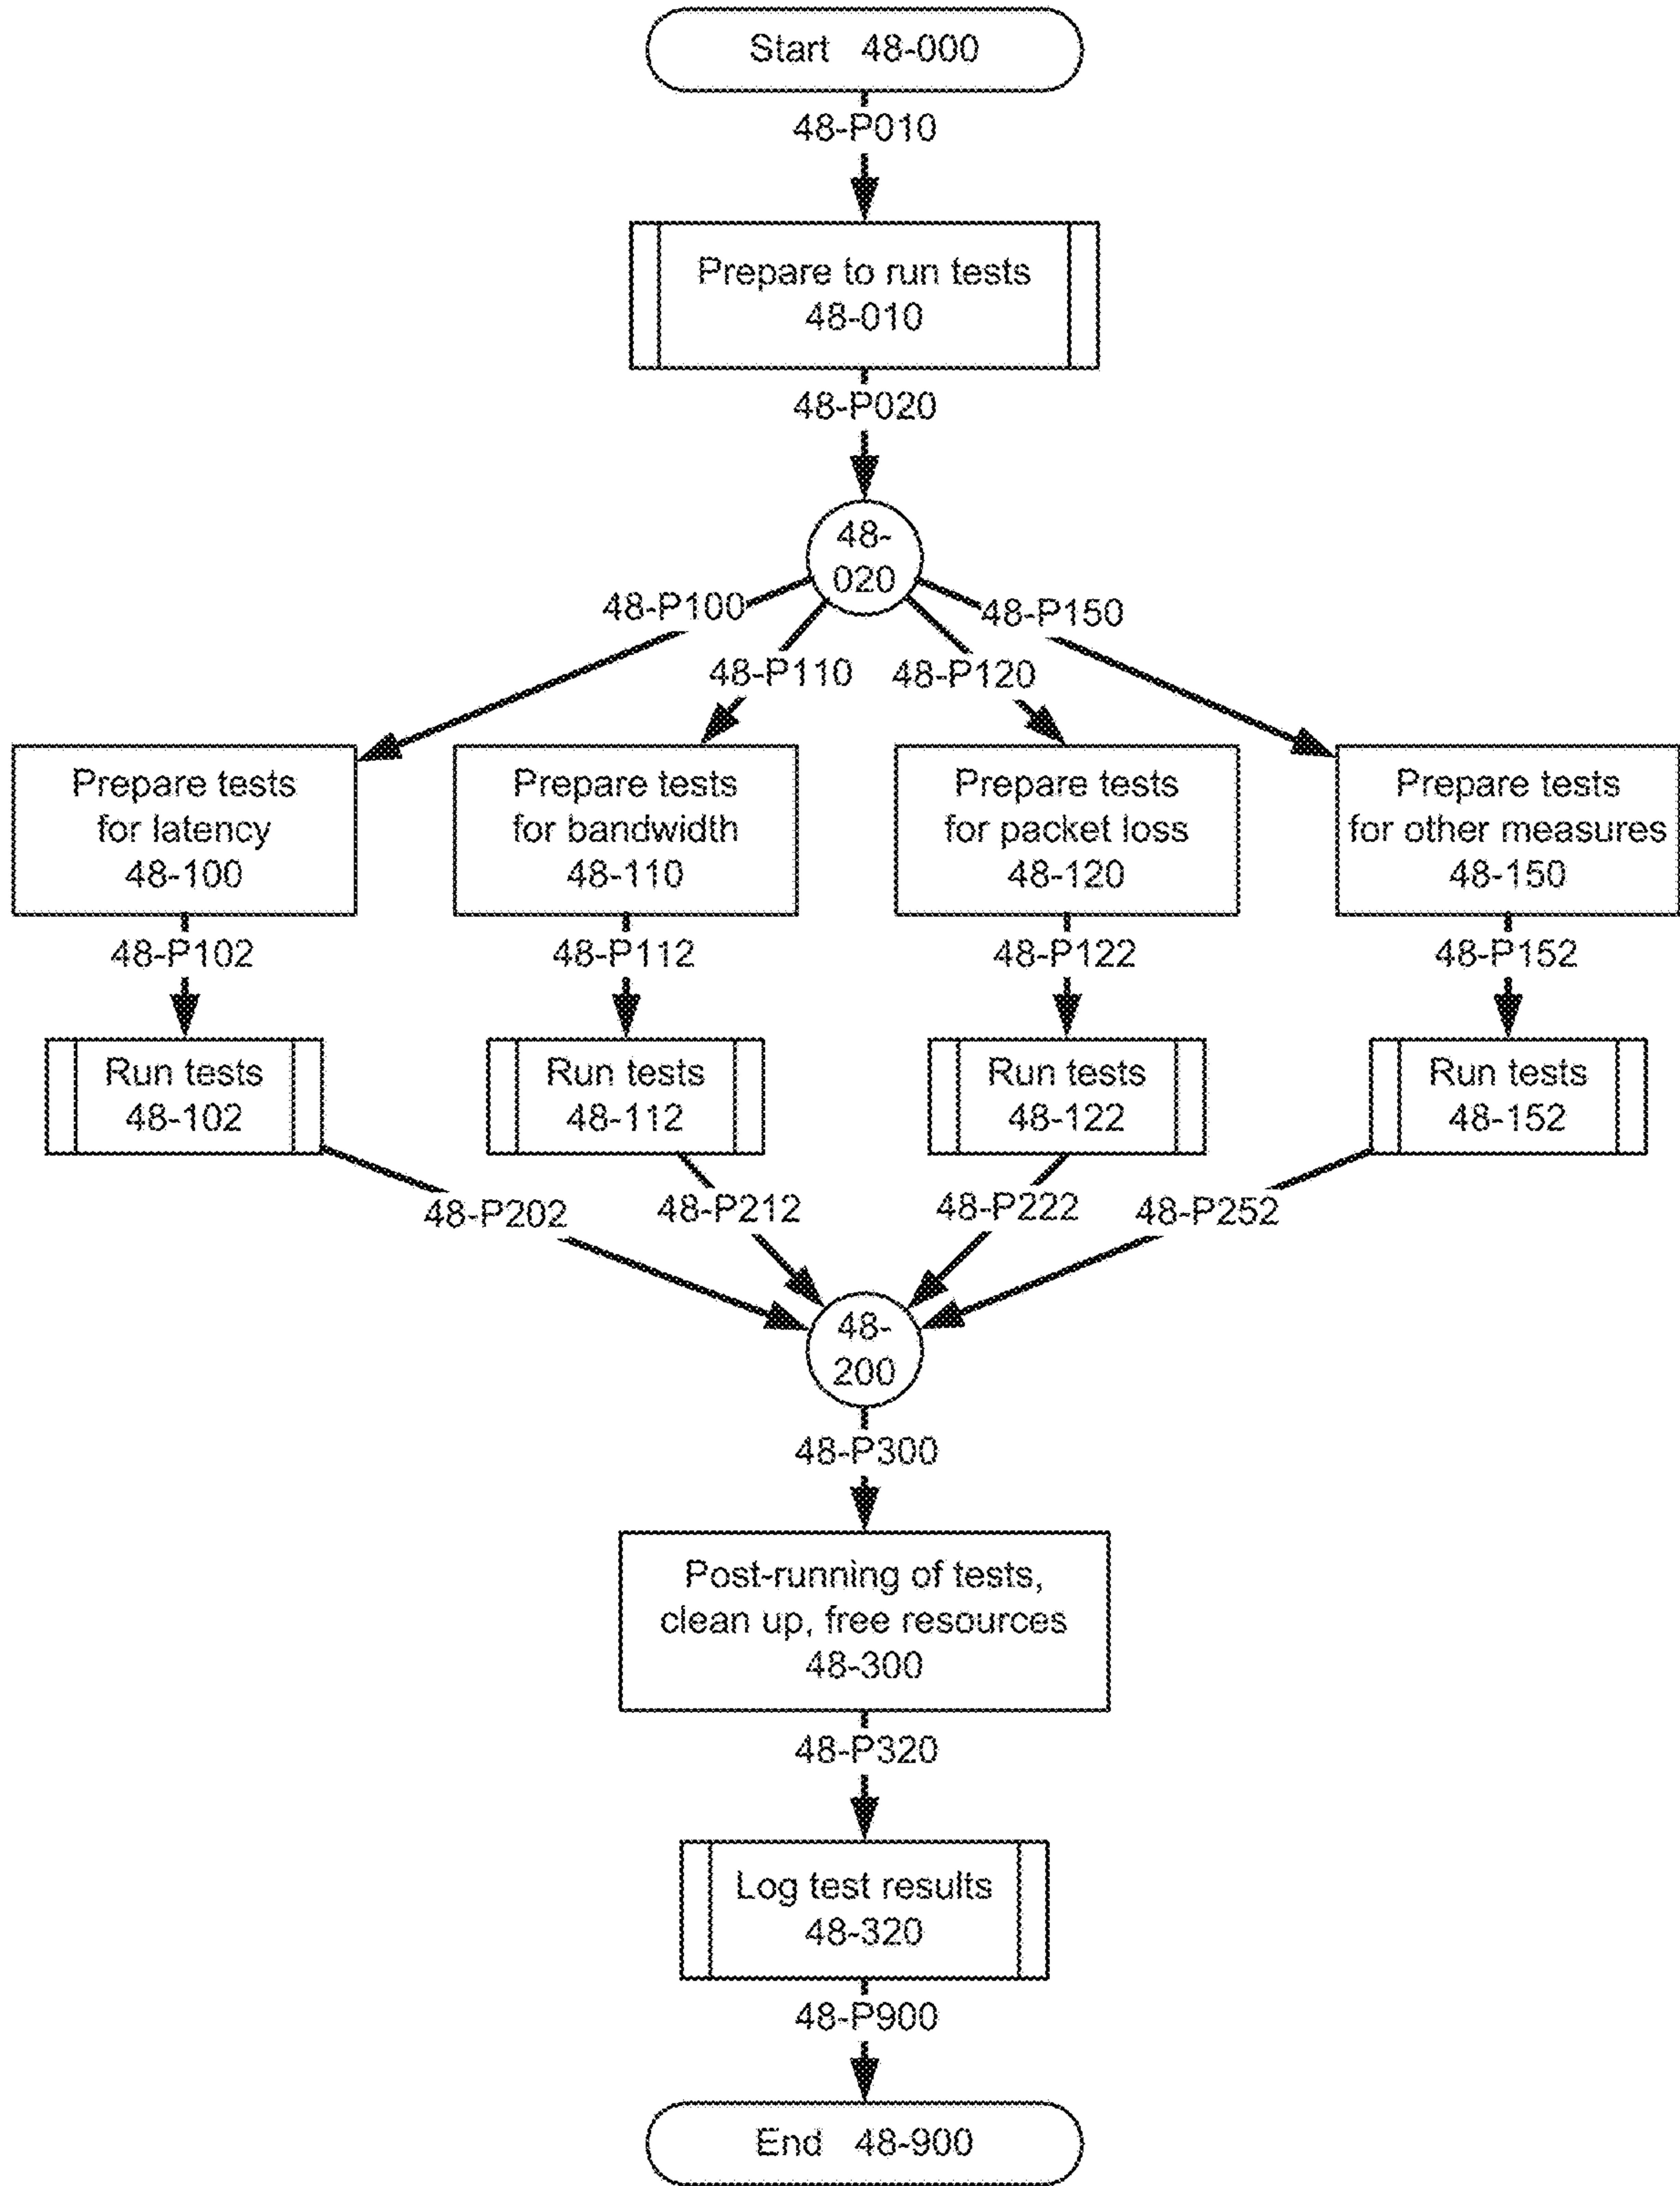 Start 48-000
48-P010
Prepare to run tests
48-010
48-P020
48-
020
48-P100
48-P150
48-P110
48-P120
Prepare tests
for latency
48-100
Prepare tests
for bandwidth
48-110
Prepare tests
for packet loss
48-120
Prepare tests
for other measures
48-150
48-P102
48-P112
48-P122
48-P152
Run tests
48-102
Run tests
48-112
Run tests
48-122
Run tests
48-152
48-P202
48-P212
48-P222
48-P252
48-
200
48-P300
Post-running of tests,
clean up, free resources
48-300
48-P320
Log test results
48-320
48-P900
End 48-900